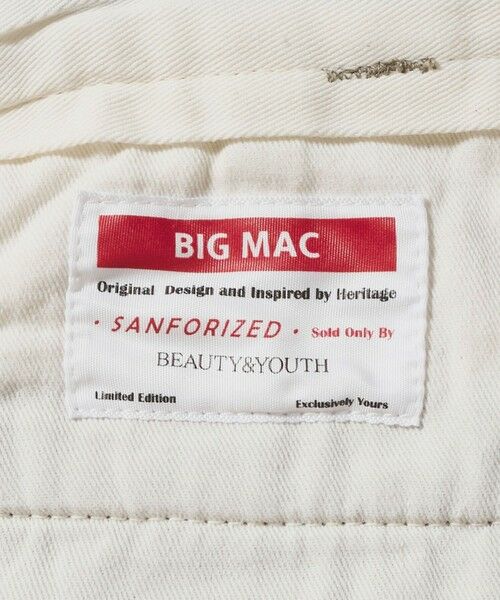 BIG MAC
Original Design and Inspired by Heritage
• SANFORIZED • Sold Only By
BEAUTY&YOUTH
Limited Edition Exclusively Yours